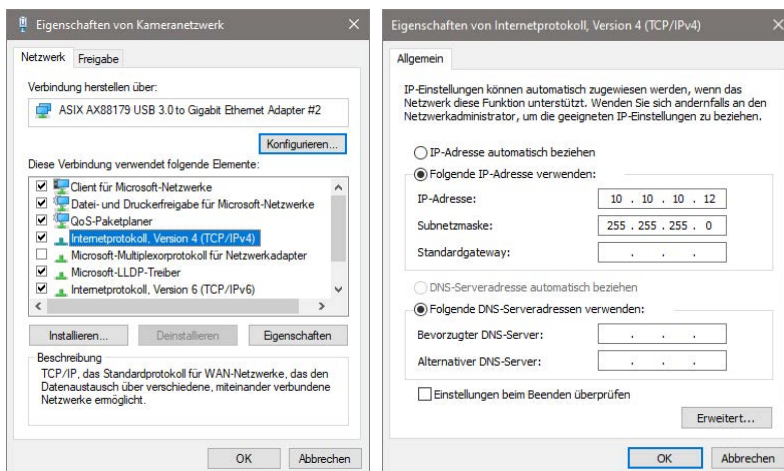 Eigenschaften von Kameranetzwerk
Netzwerk
Freigabe
Verbindung herstellen über:
ASIX AX88179 USB 3.0 to Gigabit Ethernet Adapter #2
Konfigurieren...
Diese Verbindung verwendet folgende Elemente:
Client für Microsoft-Netzwerke
Datei- und Druckerfreigabe für Microsoft-Netzwerke
QoS-Paketplaner
Internetprotokoll, Version 4 (TCP/IPv4)
Microsoft-Multiplexorprotokoll für Netzwerkadapter
Microsoft-LLDP-Treiber
Internetprotokoll, Version 6 (TCP/IPv6)
Installieren...
Deinstallieren
Eigenschaften
Beschreibung
TCP/IP, das Standardprotokoll für WAN-Netzwerke, das den
Datenaustausch über verschiedene, miteinander verbundene
Netzwerke ermöglicht.
OK
Abbrechen
Eigenschaften von Internetprotokoll, Version 4 (TCP/IPv4)
Allgemein
IP-Einstellungen können automatisch zugewiesen werden, wenn das
Netzwerk diese Funktion unterstützt. Wenden Sie sich andernfalls an den
Netzwerkadministrator, um die geeigneten IP-Einstellungen zu beziehen.
IP-Adresse automatisch beziehen
Folgende IP-Adresse verwenden:
IP-Adresse: 10 . 10 . 10 . 12
Subnetzmaske: 255 . 255 . 255 . 0
Standardgateway: . . .
DNS-Serveradresse automatisch beziehen
Folgende DNS-Serveradressen verwenden:
Bevorzugter DNS-Server: . . .
Alternativer DNS-Server: . . .
Einstellungen beim Beenden überprüfen
Erweitert...
OK
Abbrechen